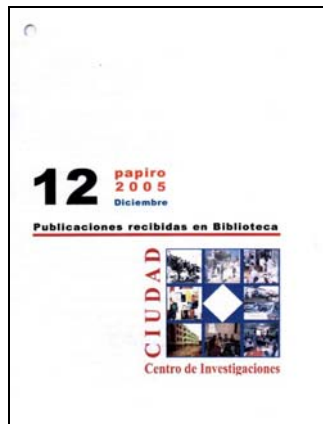 12
papiro
2005
Diciembre
Publicaciones recibidas en Biblioteca
CIUDAD
Centro de Investigaciones